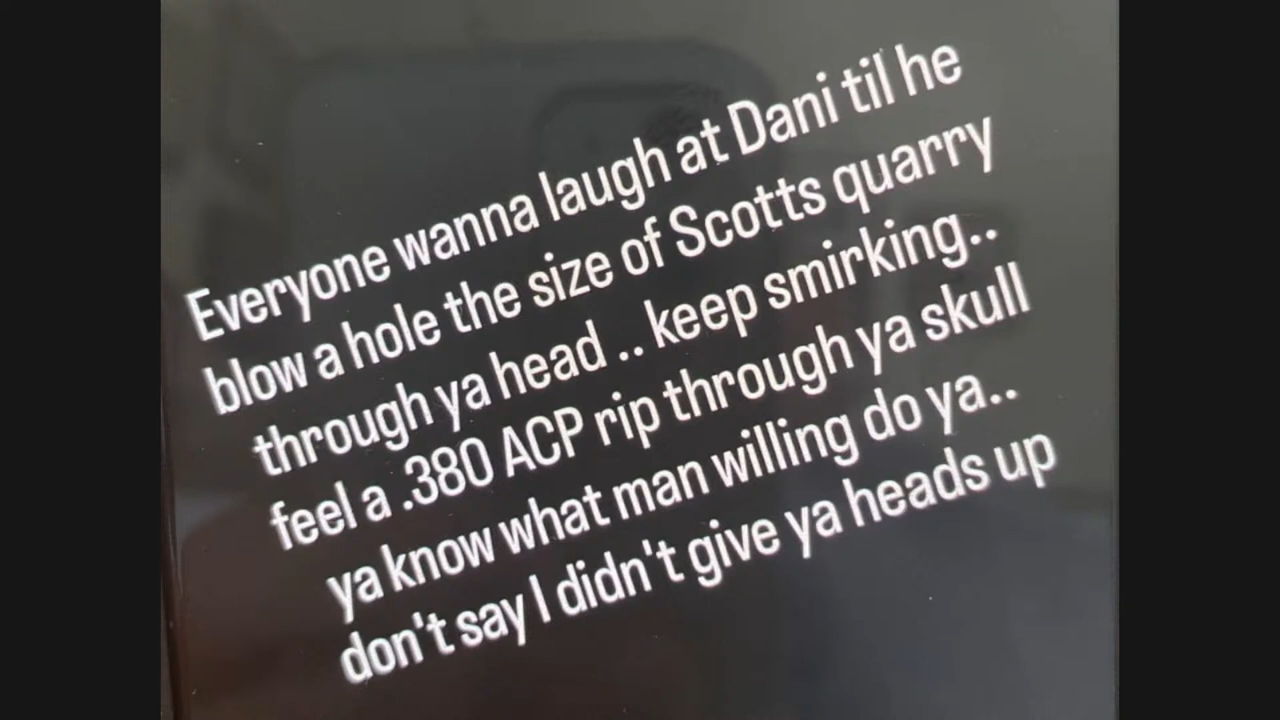 Everyone wanna laugh at Dani til he
blow a hole the size of Scotts quarry
through ya head .. keep smirking..
feel a .380 ACP rip through ya skull
ya know what man willing do ya..
don't say I didn't give ya heads up